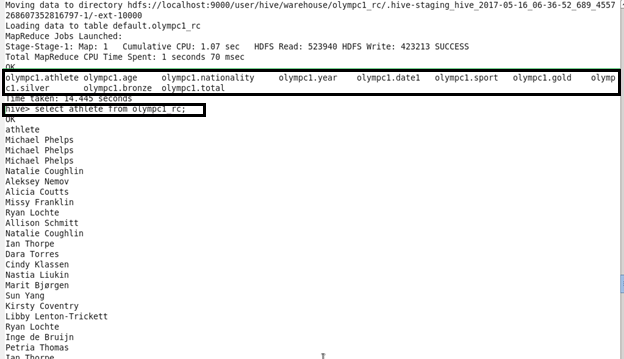 Moving data to directory hdfs://localhost:9000/user/hive/warehouse/olympc1_rc/.hive-staging_hive_2017-05-16_06-36-52_689_4557
268607352816797-1/-ext-10000
Loading data to table default.olympc1_rc
MapReduce Jobs Launched:
Stage-Stage-1: Map: 1   Cumulative CPU: 1.07 sec   HDFS Read: 523940 HDFS Write: 423213 SUCCESS
Total MapReduce CPU Time Spent: 1 seconds 70 msec
OK
olympc1.athlete olympc1.age     olympc1.nationality     olympc1.year    olympc1.date1   olympc1.sport   olympc1.gold    olymp
c1.silver       olympc1.bronze  olympc1.total
Time taken: 14.445 seconds
hive> select athlete from olympc1_rc;
OK
athlete
Michael Phelps
Michael Phelps
Michael Phelps
Natalie Coughlin
Aleksey Nemov
Alicia Coutts
Missy Franklin
Ryan Lochte
Allison Schmitt
Natalie Coughlin
Ian Thorpe
Dara Torres
Cindy Klassen
Nastia Liukin
Marit Bjørgen
Sun Yang
Kirsty Coventry
Libby Lenton-Trickett
Ryan Lochte
Inge de Bruijn
Petria Thomas
Ian Thorpe